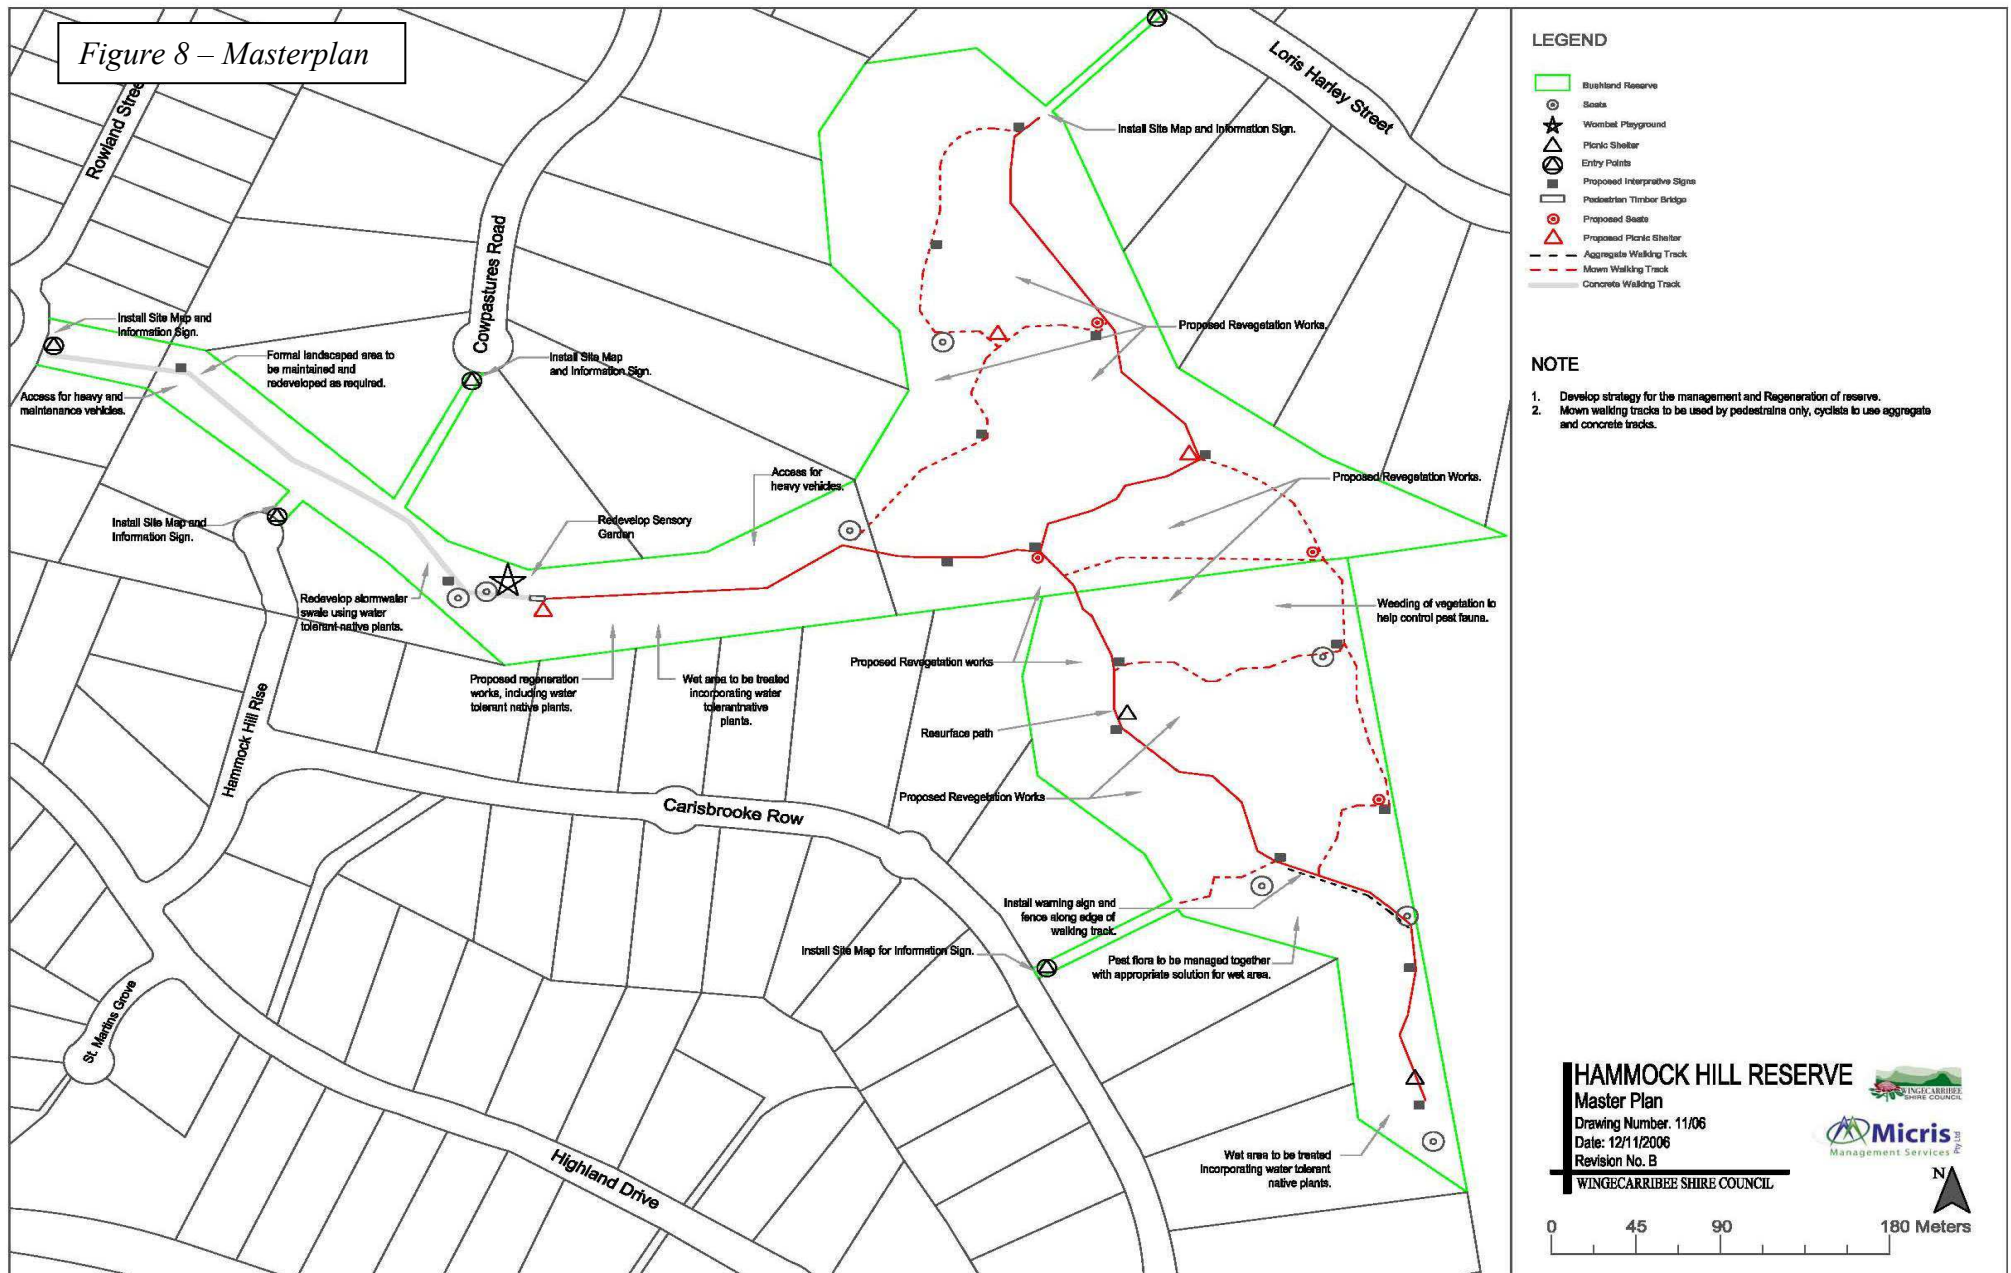 Figure 8 – Masterplan
Rowland Stree
Cowpastures Road
Loris Harley Street
Install Site Map and Information Sign.
Install Site Map and
Information Sign.
Formal landscaped area to
be maintained and
redeveloped as required.
Access for heavy and
maintenance vehicles.
Install Site Map
and Information Sign.
Proposed Revegetation Works.
Access for
heavy vehicles.
Proposed Revegetation Works.
Install Site Map and
Information Sign.
Redevelop Sensory
Garden
Redevelop stormwater
swale using water
tolerant native plants.
Weeding of vegetation to
help control pest fauna.
Proposed Revegetation works
Proposed regeneration
works, including water
tolerant native plants.
Wet area to be treated
incorporating water
tolerantnative
plants.
Resurface path
Hammock Hill Rise
Proposed Revegetation Works
Carisbrooke Row
Install warning sign and
fence along edge of
walking track.
Install Site Map for Information Sign.
Pest flora to be managed together
with appropriate solution for wet area.
St. Martins Grove
Highland Drive
Wet area to be treated
incorporating water tolerant
native plants.
LEGEND
Bushland Reserve
Seats
Wombat Playground
Picnic Shelter
Entry Points
Proposed Interprative Signs
Pedestrian Timber Bridge
Proposed Seats
Proposed Picnic Shelter
Aggregate Walking Track
Mown Walking Track
Concrete Walking Track
NOTE
1. Develop strategy for the management and Regeneration of reserve.
2. Mown walking tracks to be used by pedestrains only, cyclists to use aggregate
and concrete tracks.
HAMMOCK HILL RESERVE
Master Plan
Drawing Number. 11/06
Date: 12/11/2006
Revision No. B
WINGECARRIBEE SHIRE COUNCIL
WINGECARRIBEE
SHIRE COUNCIL
Micris Pty Ltd
Management Services
N
0 45 90 180 Meters